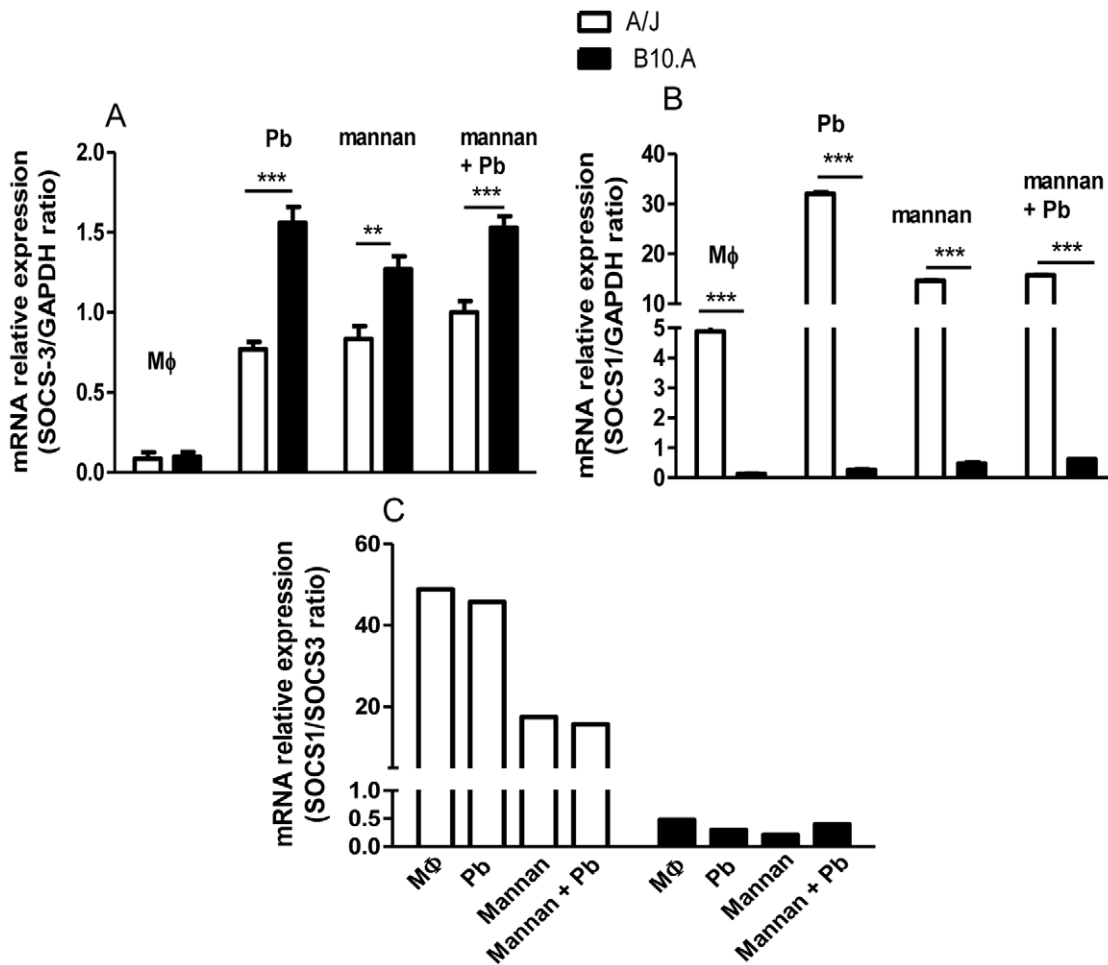 A/J
B10.A
A
mRNA relative expression
(SOCS-3/GAPDH ratio)
2.0
1.5
1.0
0.5
0.0
Mϕ
Pb
***
mannan
**
mannan
+ Pb
***
B
mRNA relative expression
(SOCS1/GAPDH ratio)
40
30
20
10
5
4
3
2
1
0
Mϕ
***
Pb
***
mannan
***
mannan
+ Pb
***
C
mRNA relative expression
(SOCS1/SOCS3 ratio)
60
40
20
1.0
0.5
0.0
MΦ
Pb
Mannan
Mannan + Pb
MΦ
Pb
Mannan
Mannan + Pb